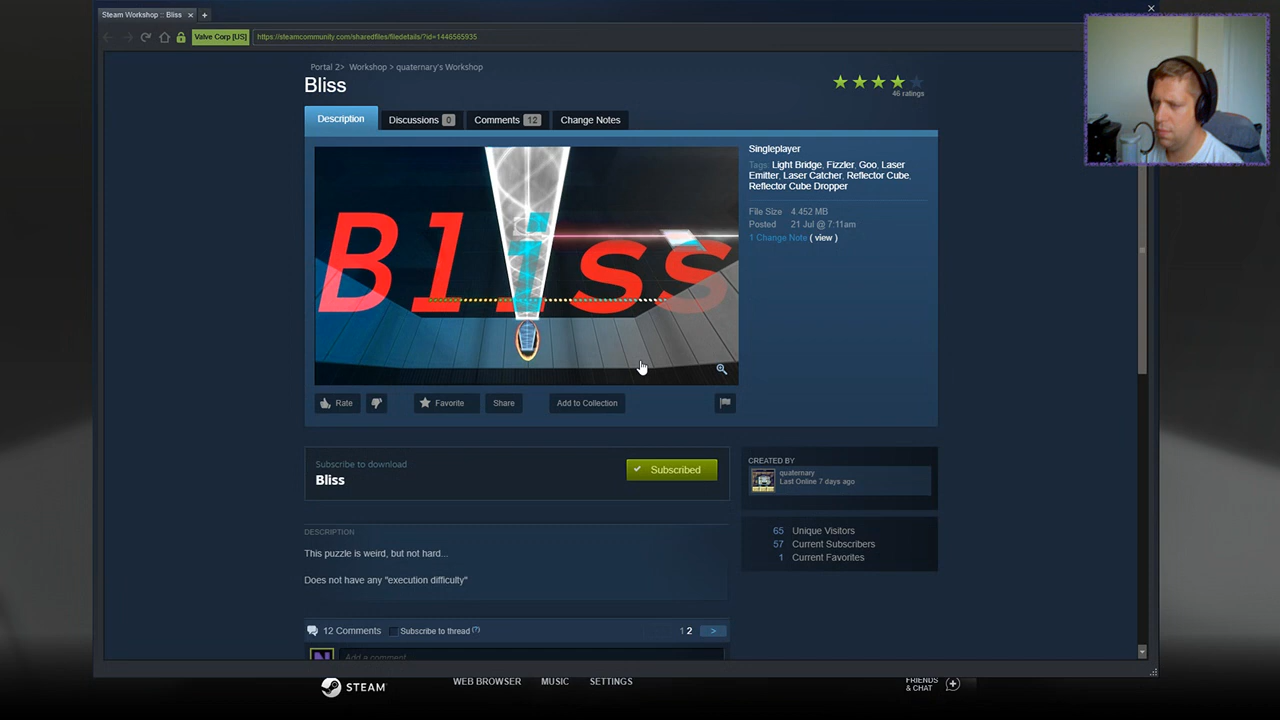 Steam Workshop :: Bliss
Valve Corp [US]
https://steamcommunity.com/sharedfiles/filedetails/?id=1446565935
Portal 2> Workshop > quaternary's Workshop
Bliss
46 ratings
Description
Discussions 0
Comments 12
Change Notes
Bliss
Singleplayer
Tags: Light Bridge, Fizzler, Goo, Laser
Emitter, Laser Catcher, Reflector Cube,
Reflector Cube Dropper
File Size 4.452 MB
Posted 21 Jul @ 7:11am
1 Change Note ( view )
Rate
Favorite
Share
Add to Collection
Subscribe to download
Bliss
Subscribed
CREATED BY
quaternary
Last Online 7 days ago
65 Unique Visitors
57 Current Subscribers
1 Current Favorites
DESCRIPTION
This puzzle is weird, but not hard...
Does not have any "execution difficulty"
12 Comments
Subscribe to thread (?)
1 2 >
Add a comment
STEAM
WEB BROWSER
MUSIC
SETTINGS
FRIENDS
& CHAT